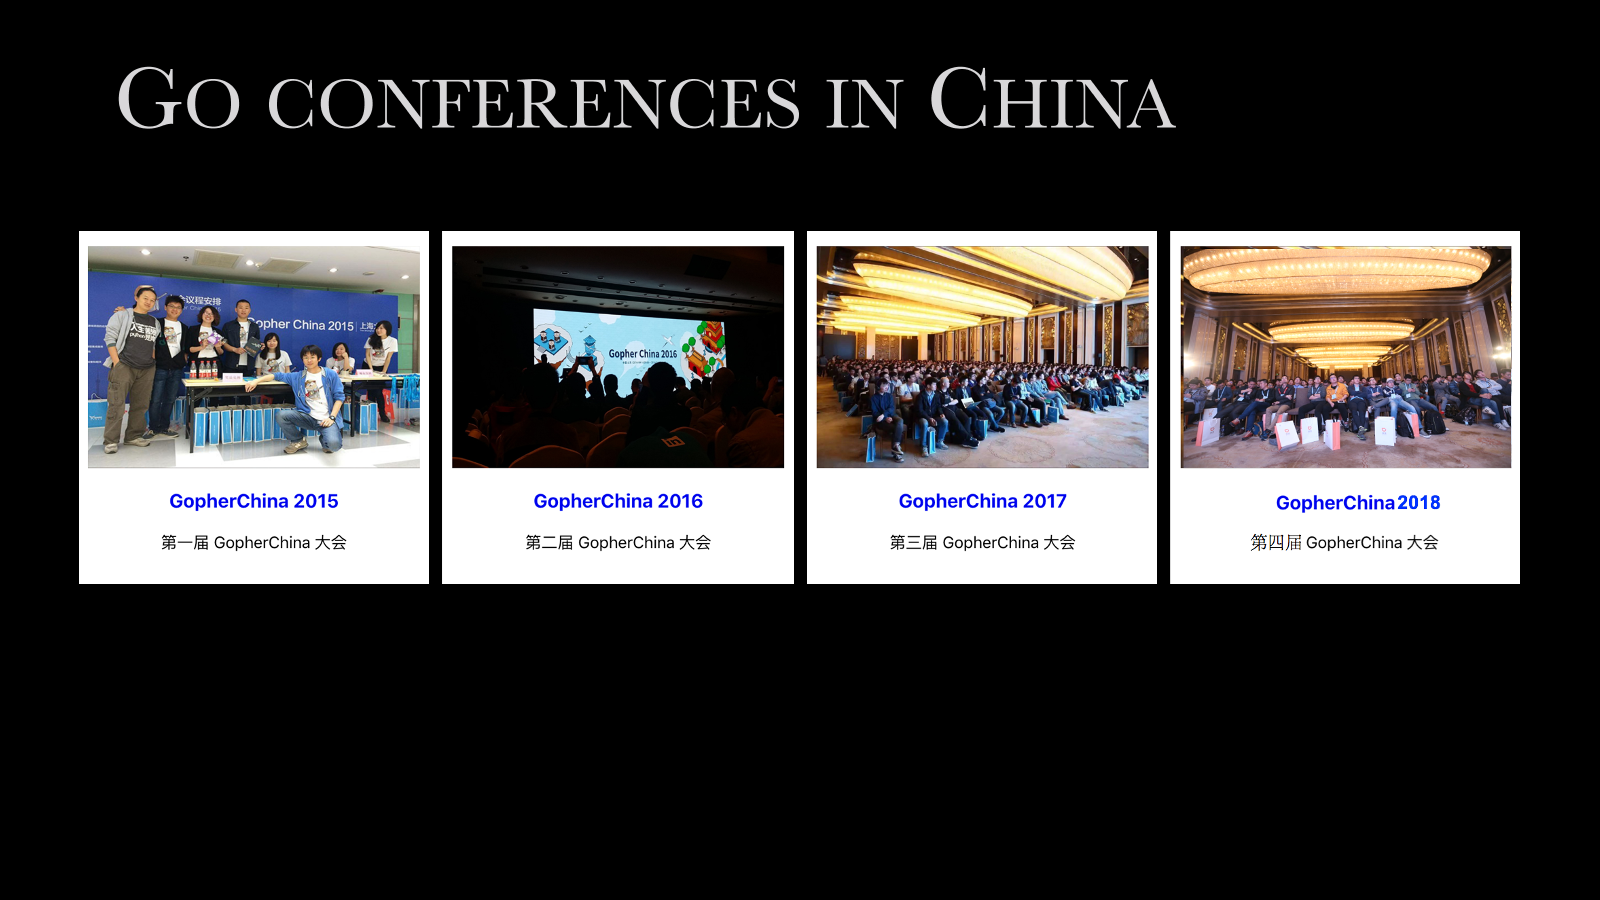 Go conferences in China
议程安排
Gopher China 2015 上海
Gopher China 2016
GopherChina 2015
第一届 GopherChina 大会
GopherChina 2016
第二届 GopherChina 大会
GopherChina 2017
第三届 GopherChina 大会
GopherChina 2018
第四届 GopherChina 大会